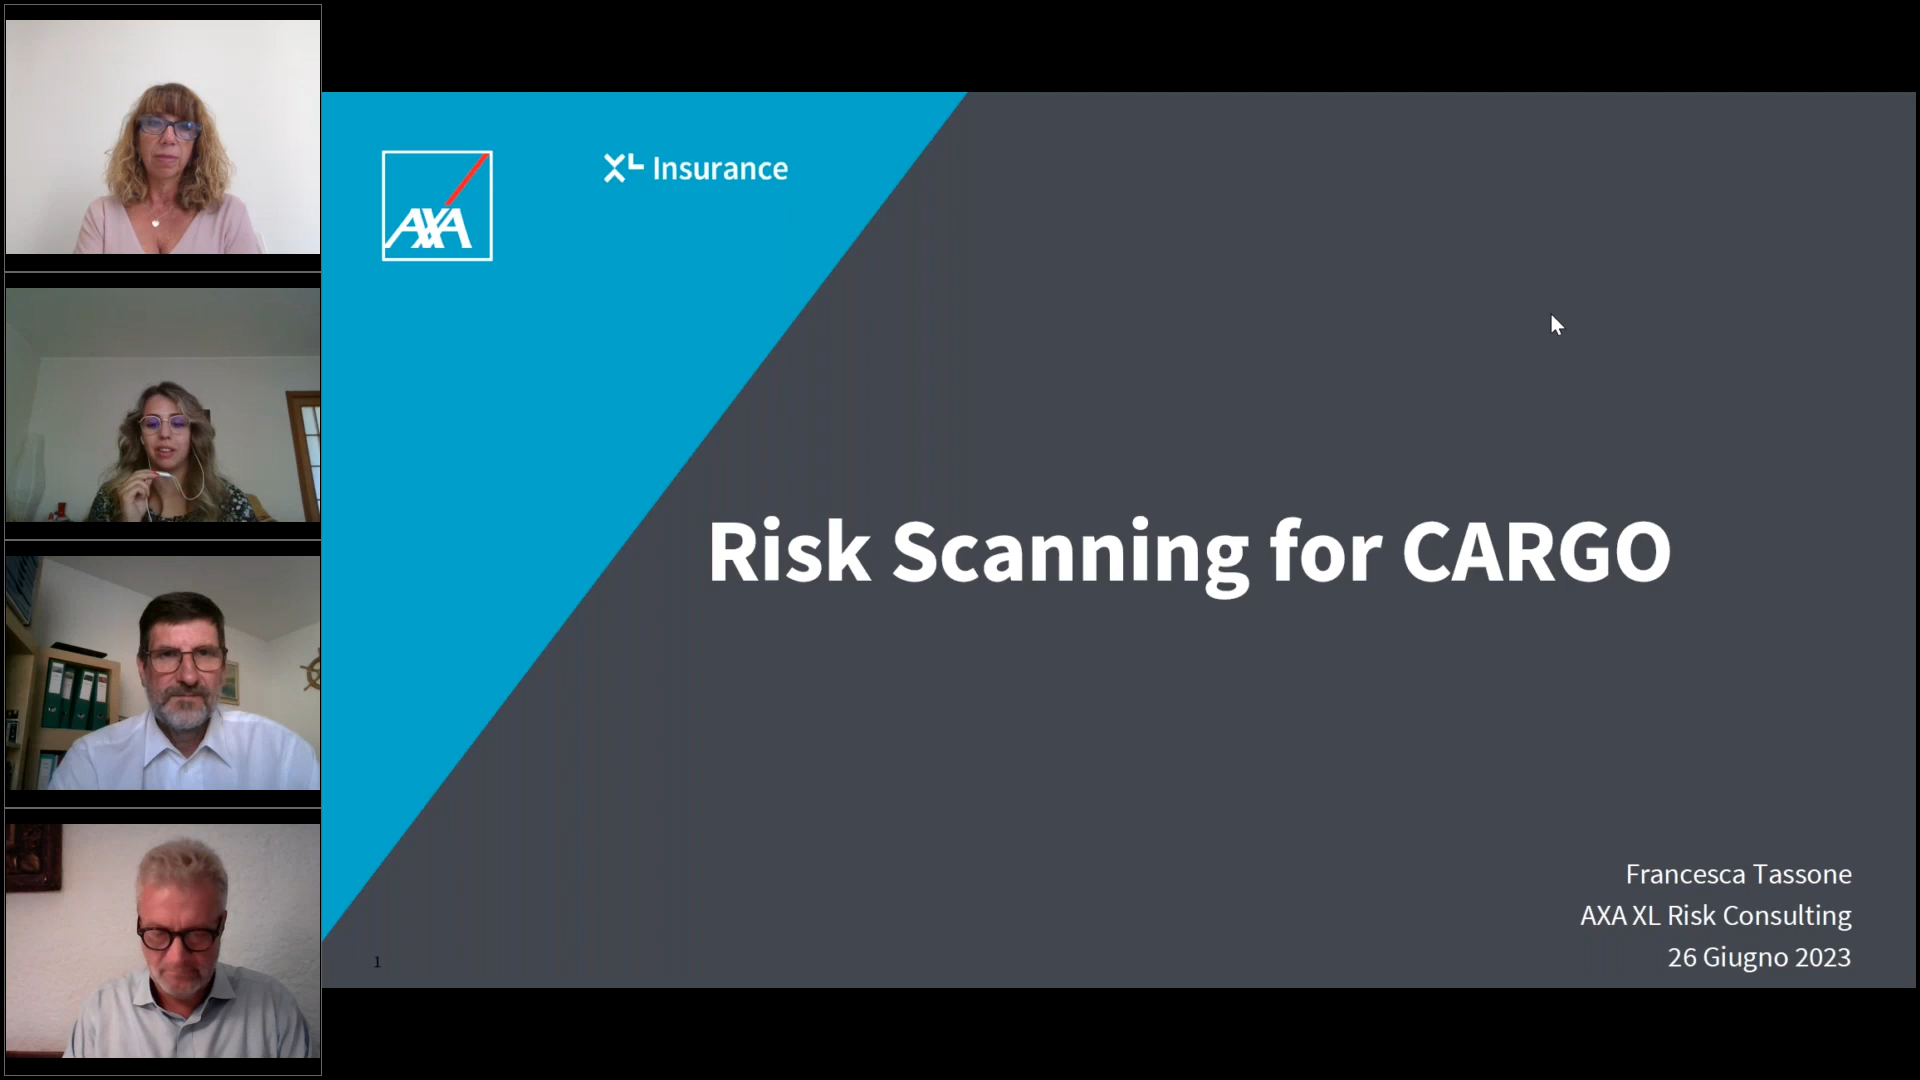 AXA
XL Insurance
Risk Scanning for CARGO
Francesca Tassone
AXA XL Risk Consulting
26 Giugno 2023
1